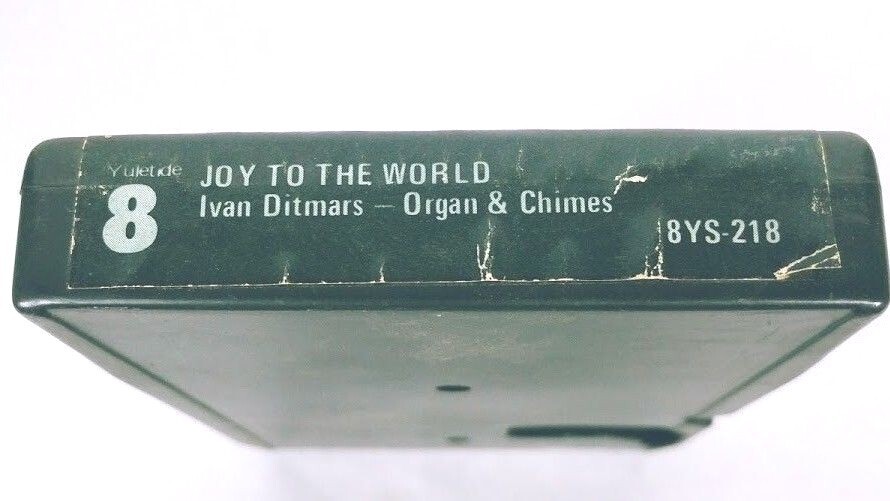 Yuletide
8
JOY TO THE WORLD
Ivan Ditmars – Organ & Chimes
8YS-218